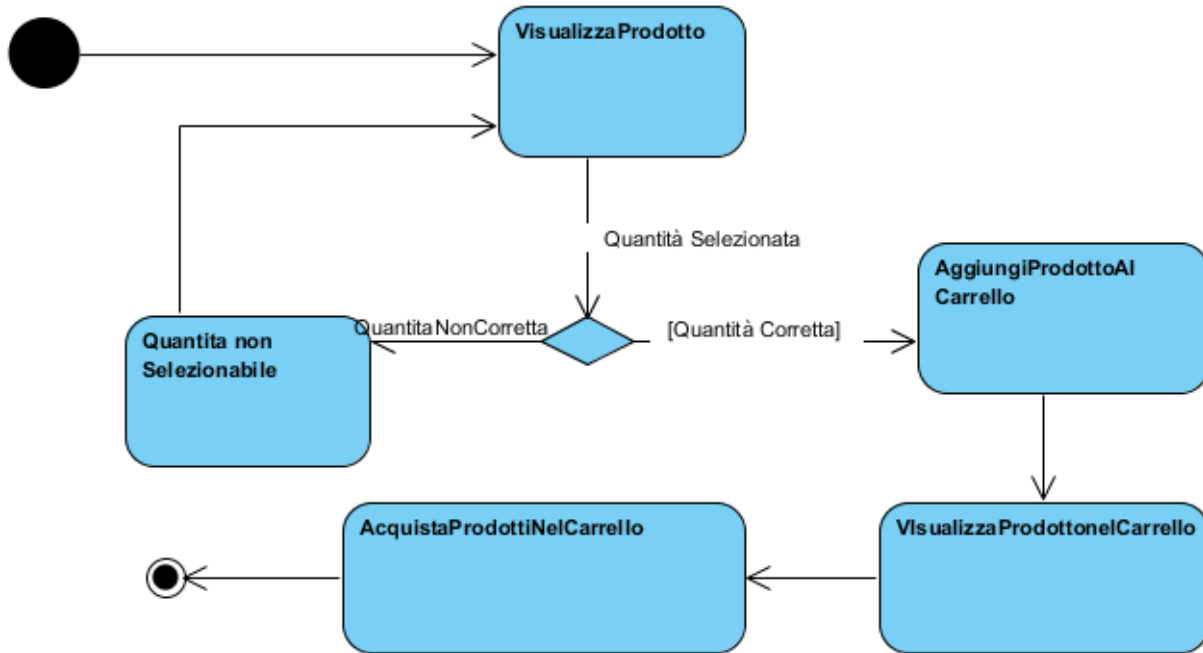 VisualizzaProdotto
Quantità Selezionata
AggiungiProdottoAl
Carrello
QuantitaNonCorretta
[Quantità Corretta]
Quantita non
Selezionabile
AcquistaProdottiNelCarrello
VIsualizzaProdottonelCarrello